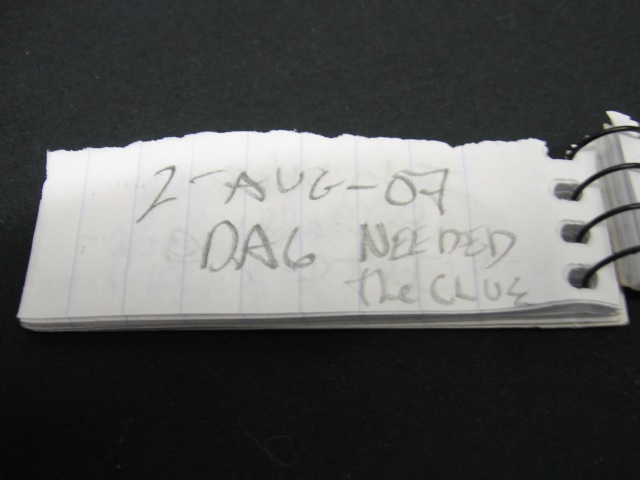 2-AUG-07
DAG NEEDED
the CLUE